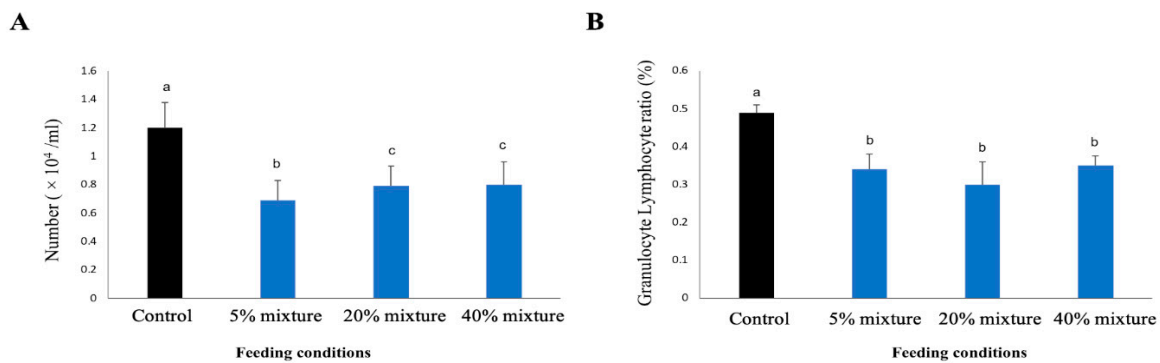 A
Number ( × 10⁴ /ml)
1.6
1.4
1.2
1
0.8
0.6
0.4
0.2
0
a
b
c
c
Control
5% mixture
20% mixture
40% mixture
Feeding conditions
B
Granulocyte Lymphocyte ratio (%)
0.6
0.5
0.4
0.3
0.2
0.1
0
a
b
b
b
Control
5% mixture
20% mixture
40% mixture
Feeding conditions